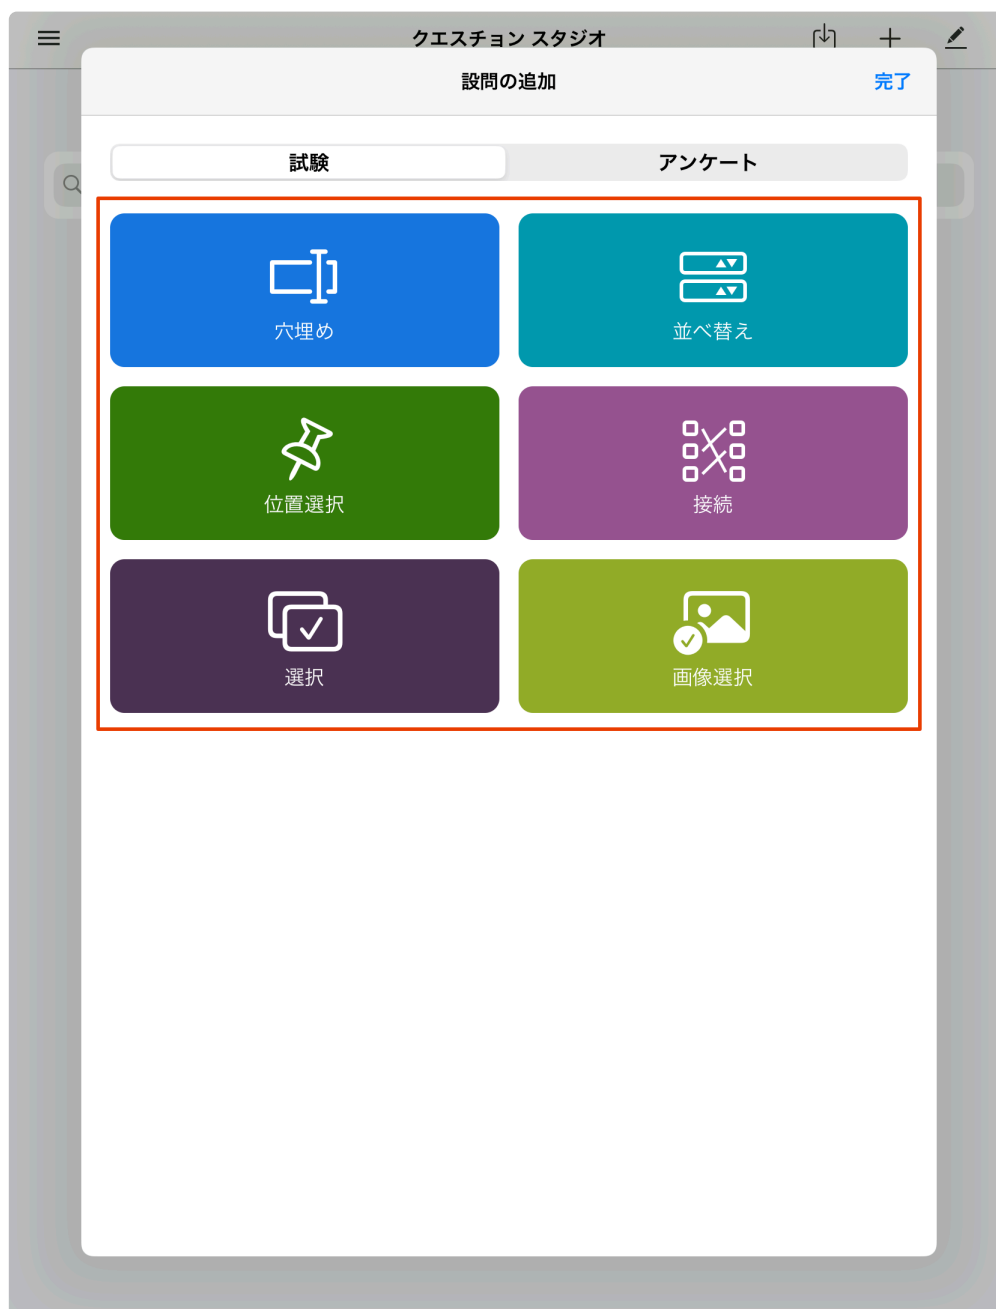 クエスチョン スタジオ
設問の追加
完了
試験
アンケート
穴埋め
並べ替え
位置選択
接続
選択
画像選択